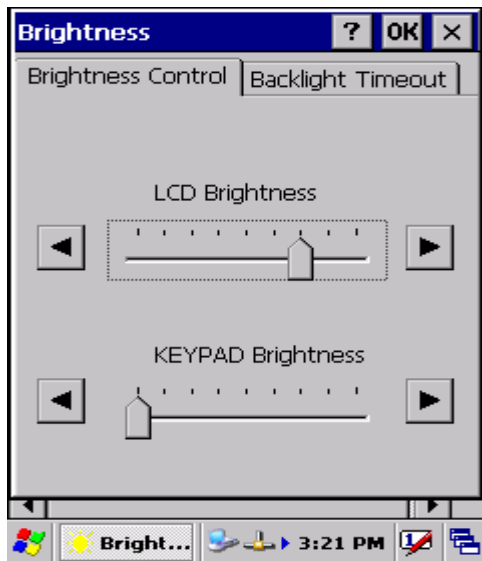 Brightness ? OK ×
Brightness Control Backlight Timeout
LCD Brightness
KEYPAD Brightness
Bright... 3:21 PM